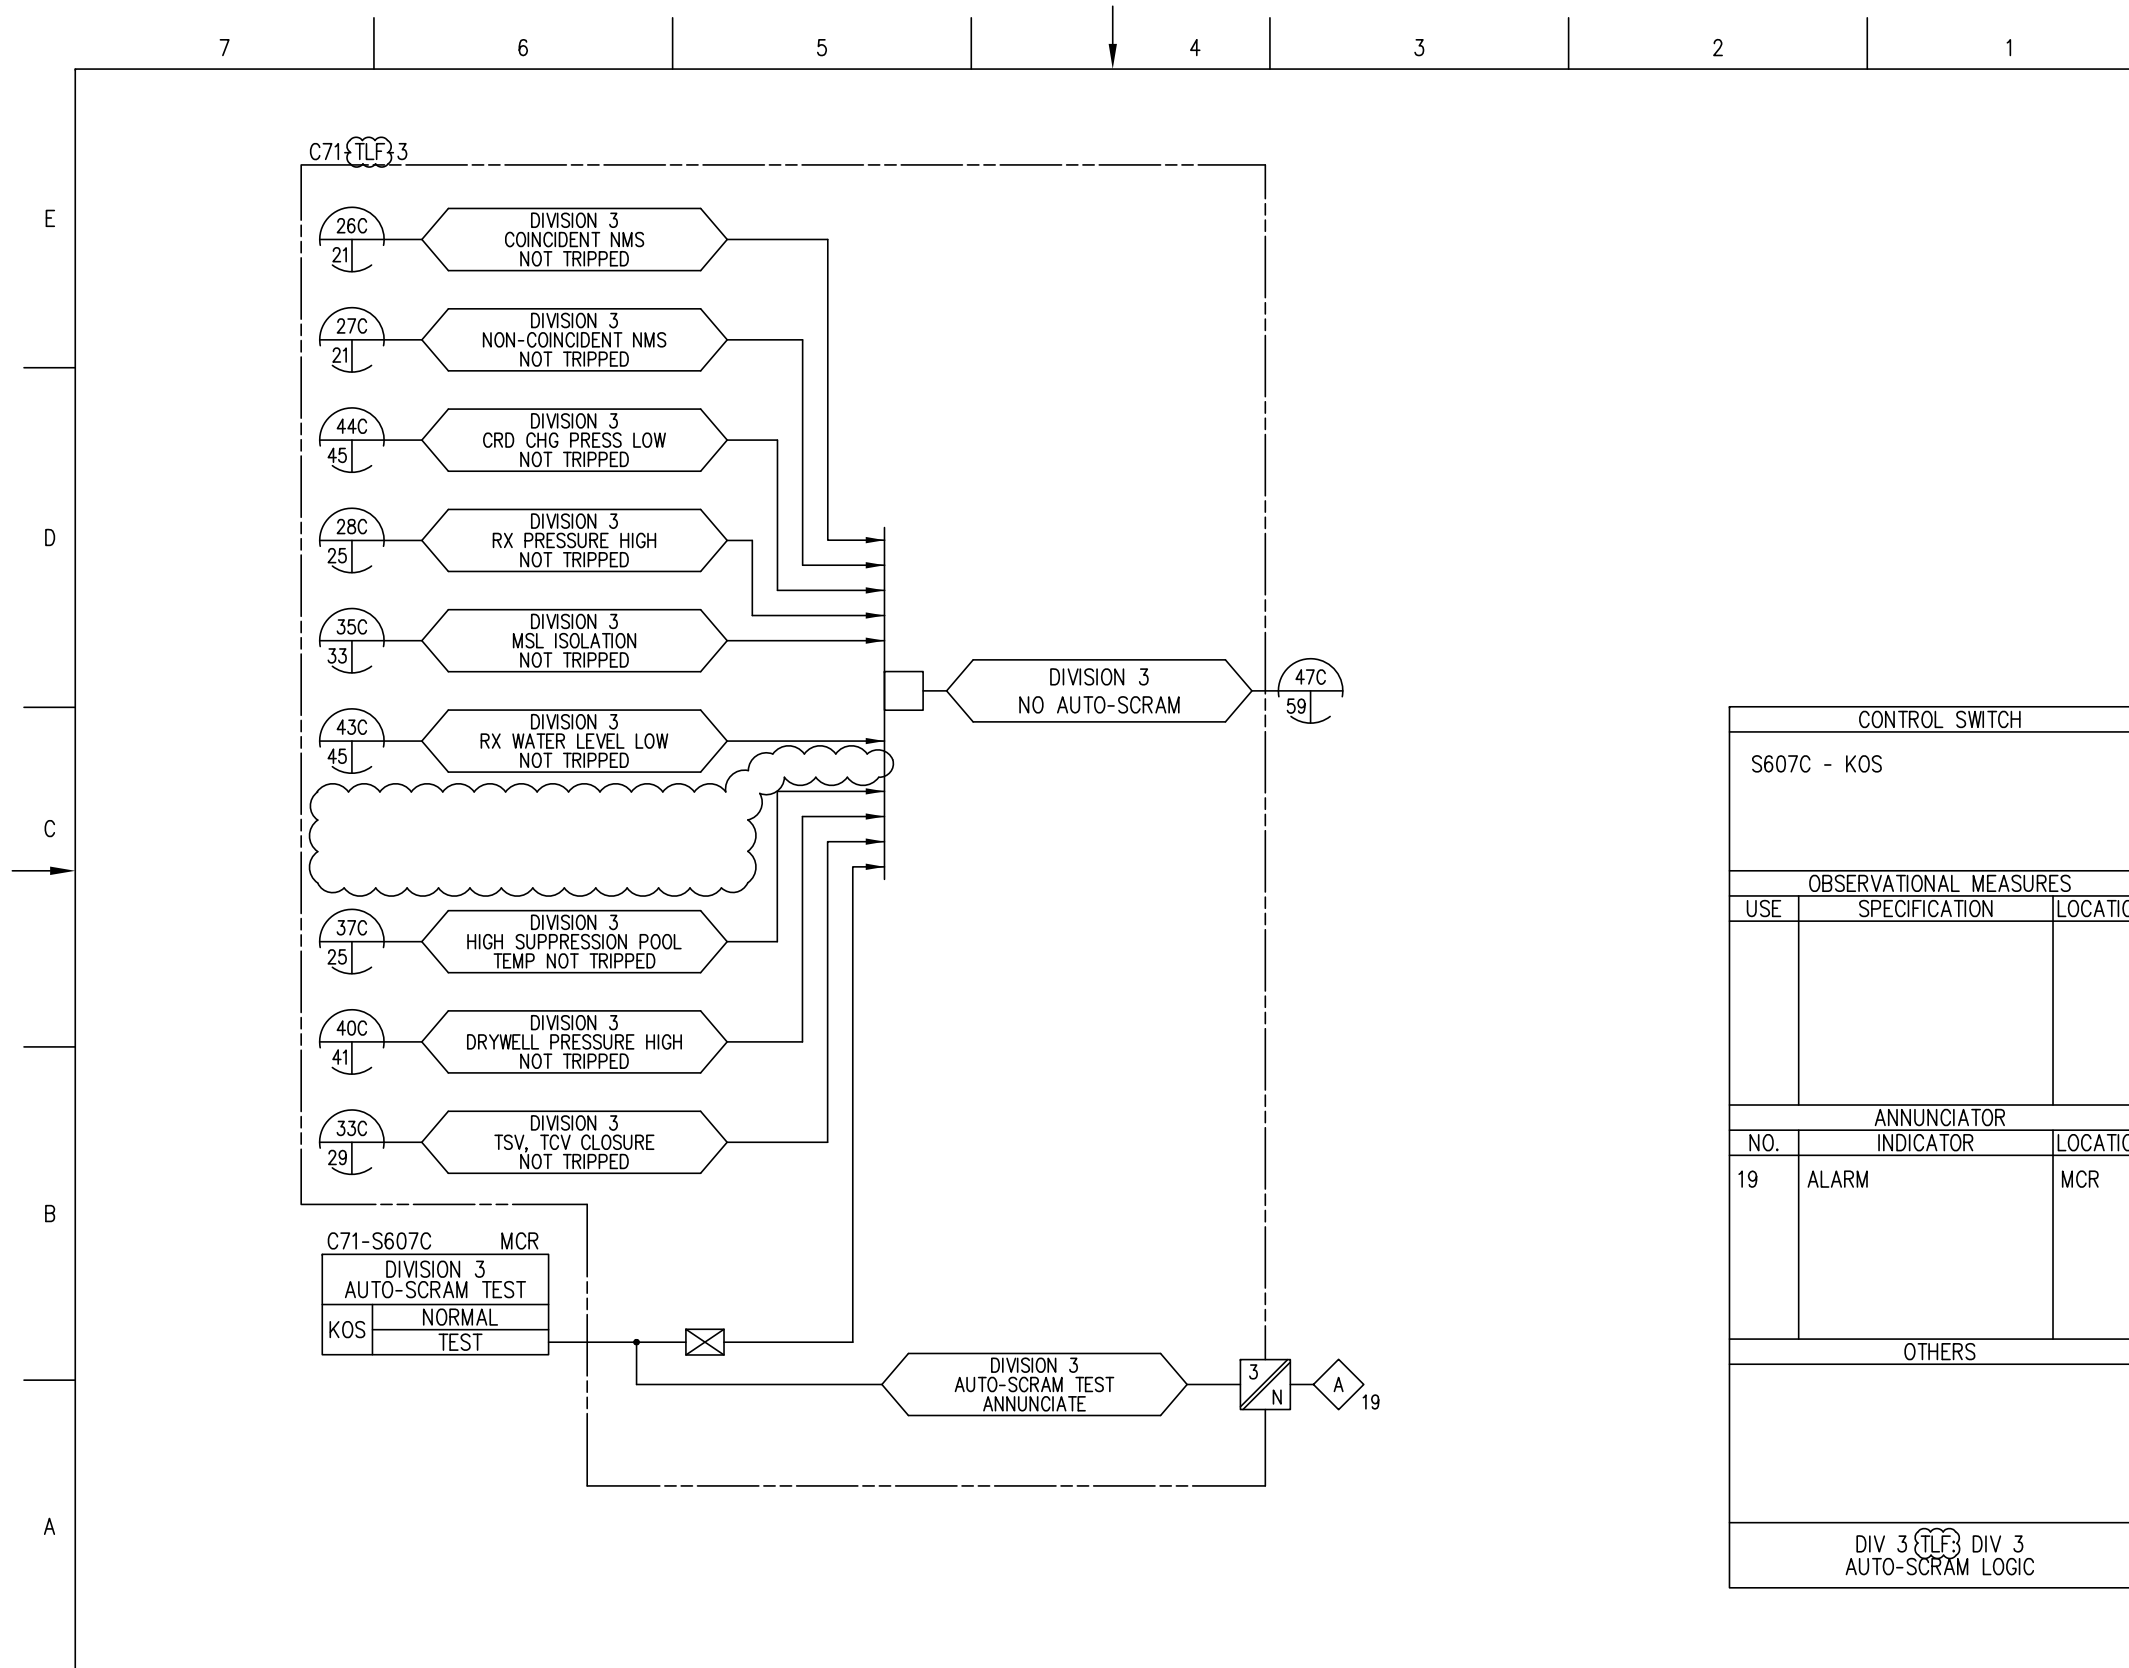 7 6 5 4 3 2 1
C71-TLF-3
E
26C
21
DIVISION 3
COINCIDENT NMS
NOT TRIPPED
27C
21
DIVISION 3
NON-COINCIDENT NMS
NOT TRIPPED
44C
45
DIVISION 3
CRD CHG PRESS LOW
NOT TRIPPED
D
28C
25
DIVISION 3
RX PRESSURE HIGH
NOT TRIPPED
35C
33
DIVISION 3
MSL ISOLATION
NOT TRIPPED
DIVISION 3
NO AUTO-SCRAM
47C
59
43C
45
DIVISION 3
RX WATER LEVEL LOW
NOT TRIPPED
C
37C
25
DIVISION 3
HIGH SUPPRESSION POOL
TEMP NOT TRIPPED
40C
41
DIVISION 3
DRYWELL PRESSURE HIGH
NOT TRIPPED
33C
29
DIVISION 3
TSV, TCV CLOSURE
NOT TRIPPED
B
C71-S607C MCR
DIVISION 3
AUTO-SCRAM TEST
KOS
NORMAL
TEST
DIVISION 3
AUTO-SCRAM TEST
ANNUNCIATE
3
N
A
19
A
CONTROL SWITCH
S607C - KOS
OBSERVATIONAL MEASURES
USE SPECIFICATION LOCATIO
ANNUNCIATOR
NO. INDICATOR LOCATIO
19 ALARM MCR
OTHERS
DIV 3 TLF: DIV 3
AUTO-SCRAM LOGIC